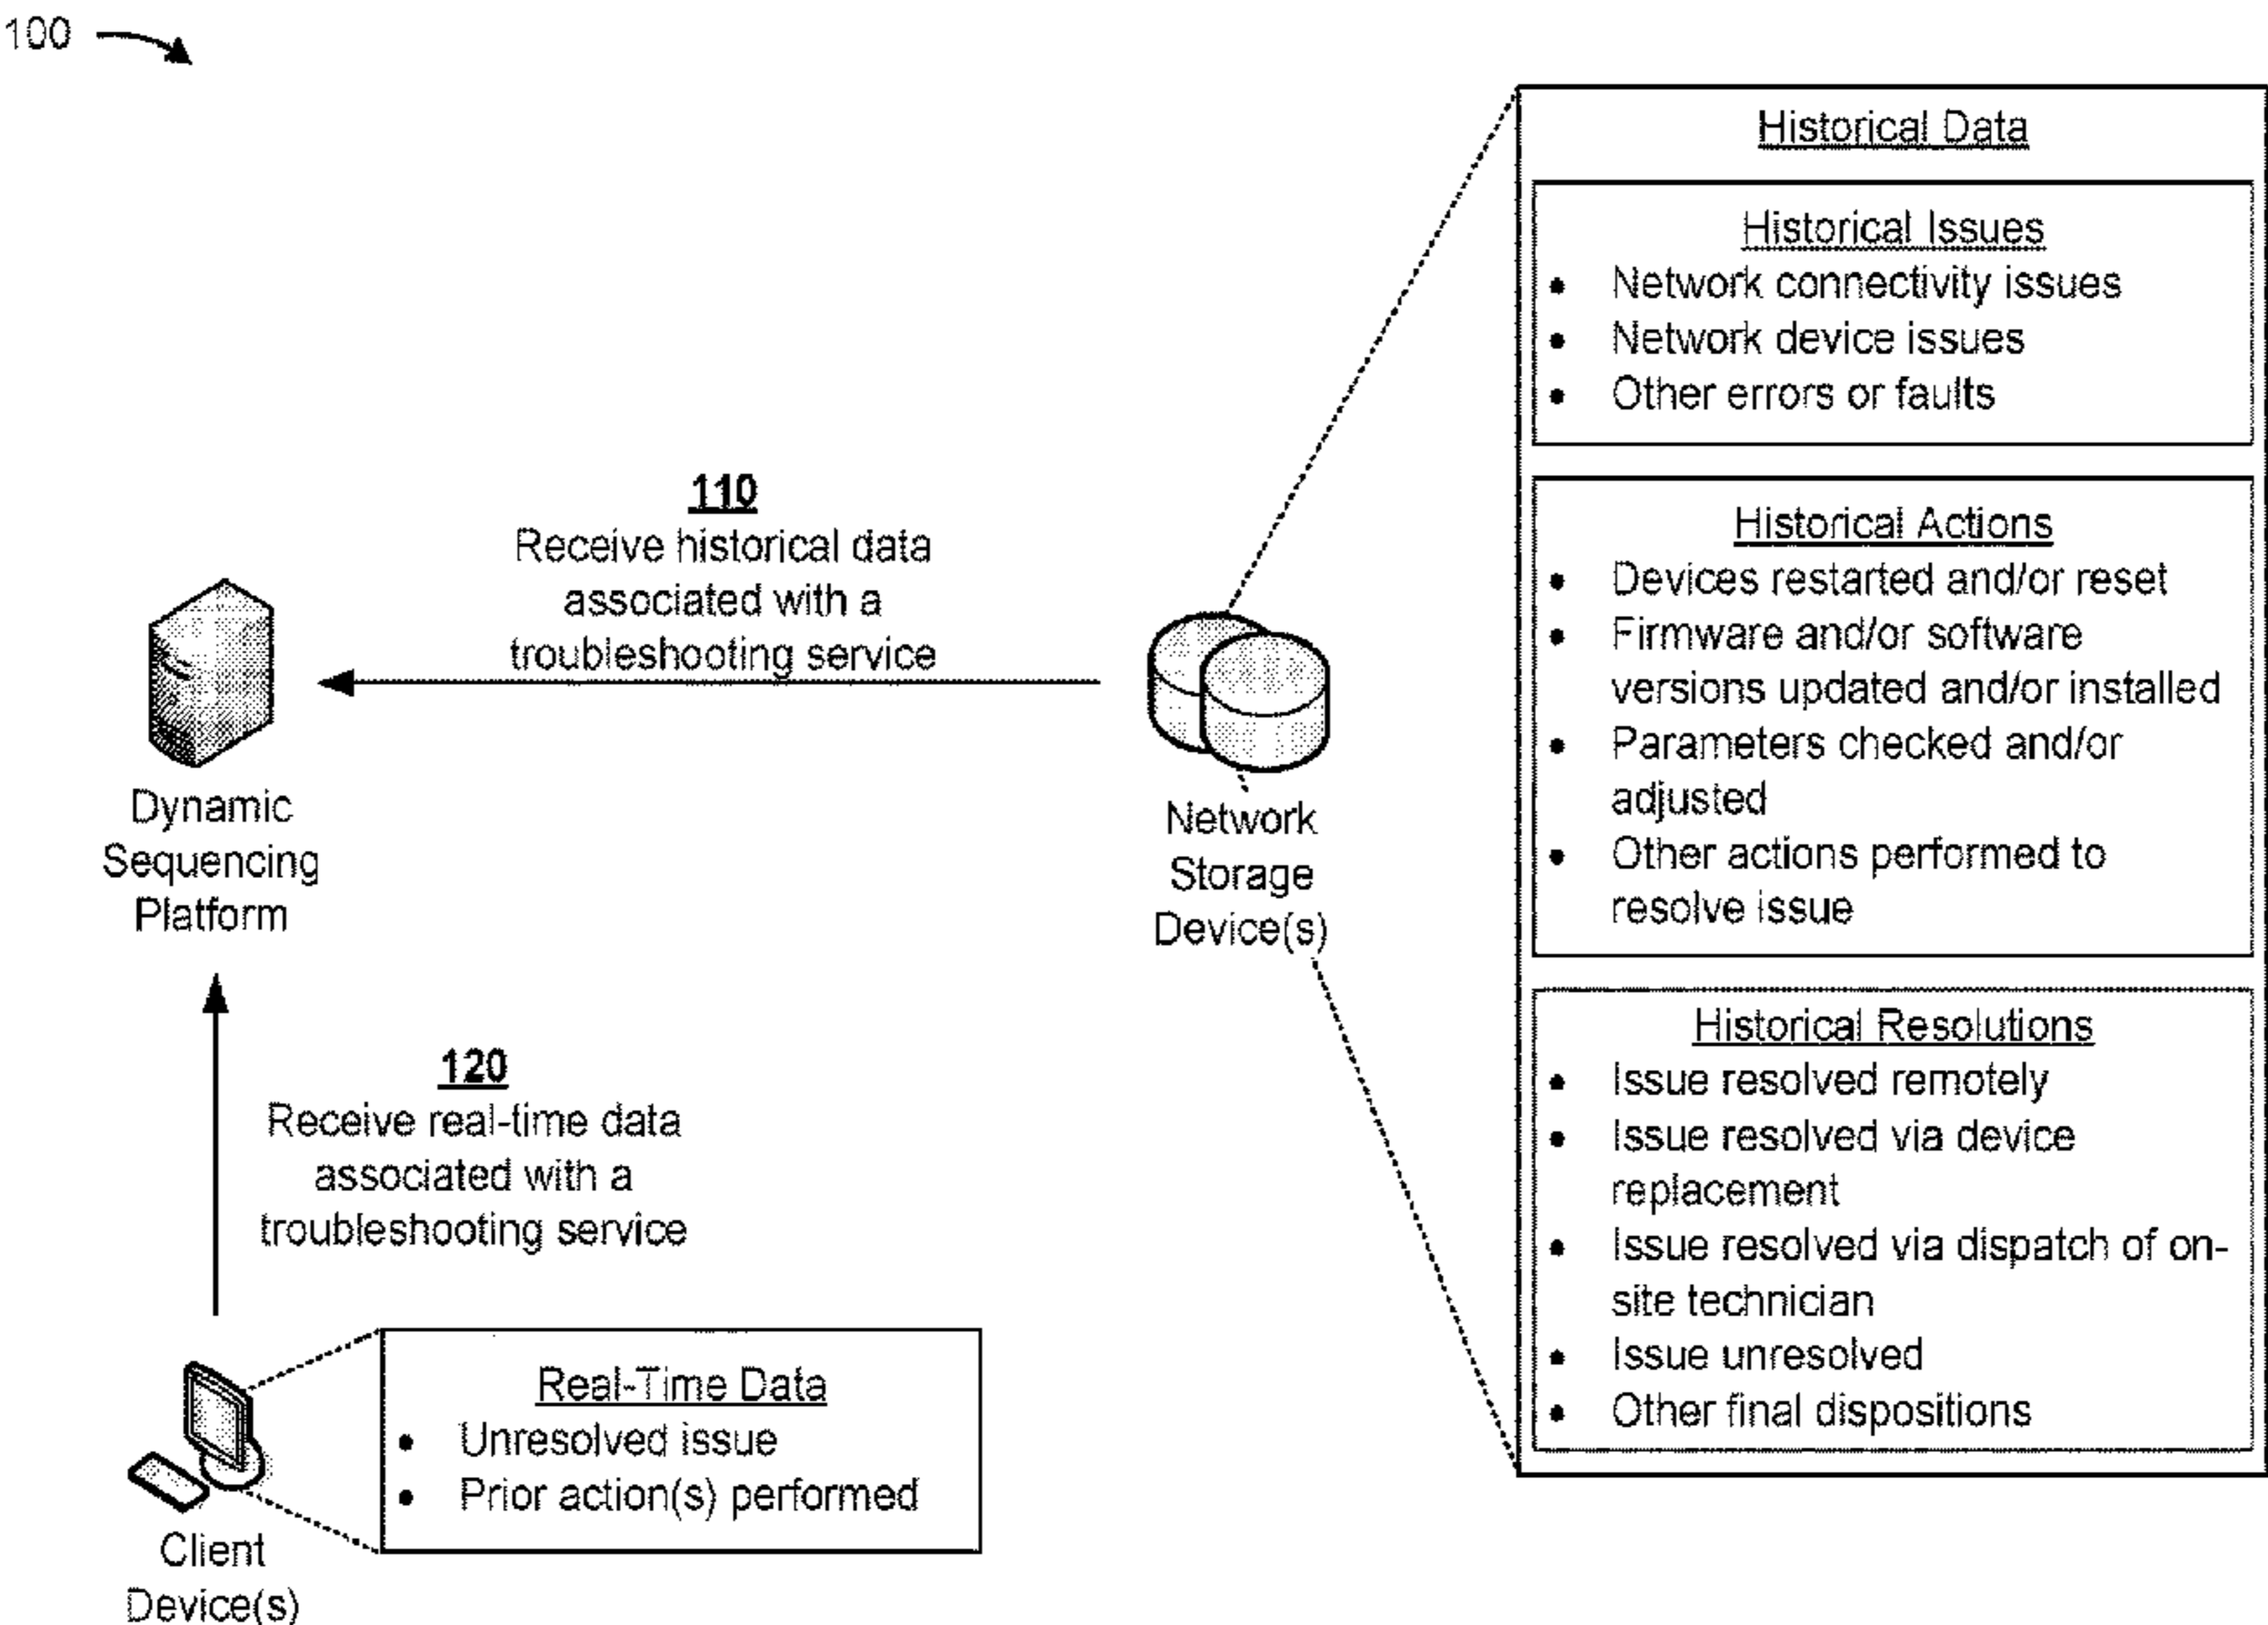 100
110
Receive historical data
associated with a
troubleshooting service
Dynamic
Sequencing
Platform
Network
Storage
Device(s)
120
Receive real-time data
associated with a
troubleshooting service
Client
Device(s)
Real-Time Data
• Unresolved issue
• Prior action(s) performed
Historical Data
Historical Issues
• Network connectivity issues
• Network device issues
• Other errors or faults
Historical Actions
• Devices restarted and/or reset
• Firmware and/or software
versions updated and/or installed
• Parameters checked and/or
adjusted
• Other actions performed to
resolve issue
Historical Resolutions
• Issue resolved remotely
• Issue resolved via device
replacement
• Issue resolved via dispatch of on-
site technician
• Issue unresolved
• Other final dispositions